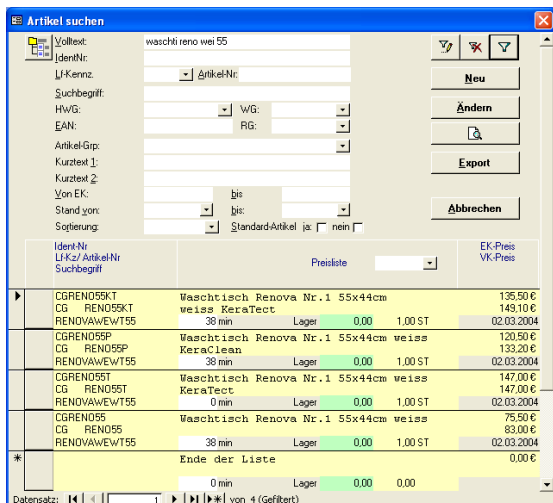 Artikel suchen
Volltext: waschti reno wei 55
IdentNr:
Lf-Kennz. Artikel-Nr:
Suchbegriff:
Neu
HWG: WG:
Ändern
EAN: RG:
Artikel-Grp:
Kurztext 1:
Export
Kurztext 2:
Von EK: bis
Stand von: bis:
Abbrechen
Sortierung: Standard-Artikel ja: nein
Ident-Nr EK-Preis
Lf-Kz/ Artikel-Nr Preisliste VK-Preis
Suchbegriff
CGRENO55KT Waschtisch Renova Nr.1 55x44cm 135,50 €
CG RENO55KT weiss KeraTect 149,10 €
RENOVAWEWT55 38 min Lager 0,00 1,00 ST 02.03.2004
CGRENO55P Waschtisch Renova Nr.1 55x44cm weiss 120,50 €
CG RENO55P KeraClean 133,20 €
RENOVAWEWT55 38 min Lager 0,00 1,00 ST 02.03.2004
CGRENO55T Waschtisch Renova Nr.1 55x44cm weiss 147,00 €
CG RENO55T KeraTect 147,00 €
RENOVAWEWT55 0 min Lager 0,00 1,00 ST 02.03.2004
CGRENO55 Waschtisch Renova Nr.1 55x44cm weiss 75,50 €
CG RENO55 83,00 €
RENOVAWEWT55 38 min Lager 0,00 1,00 ST 02.03.2004
Ende der Liste 0,00 €
0 min Lager 0,00 0,00
Datensatz: 1 von 4 (Gefiltert)